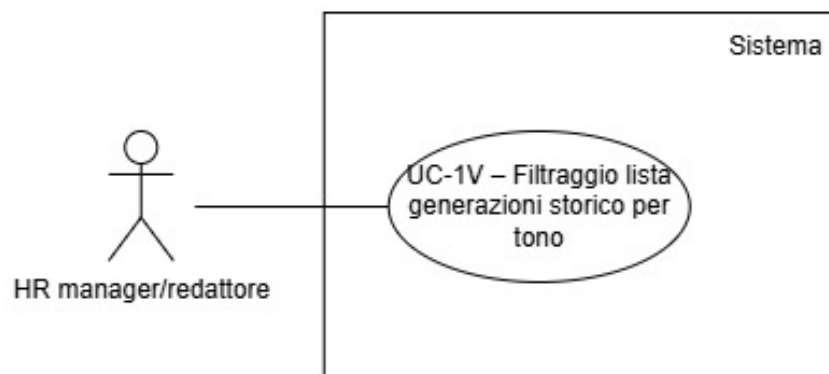 Sistema
UC-1V – Filtraggio lista
generazioni storico per
tono
HR manager/redattore